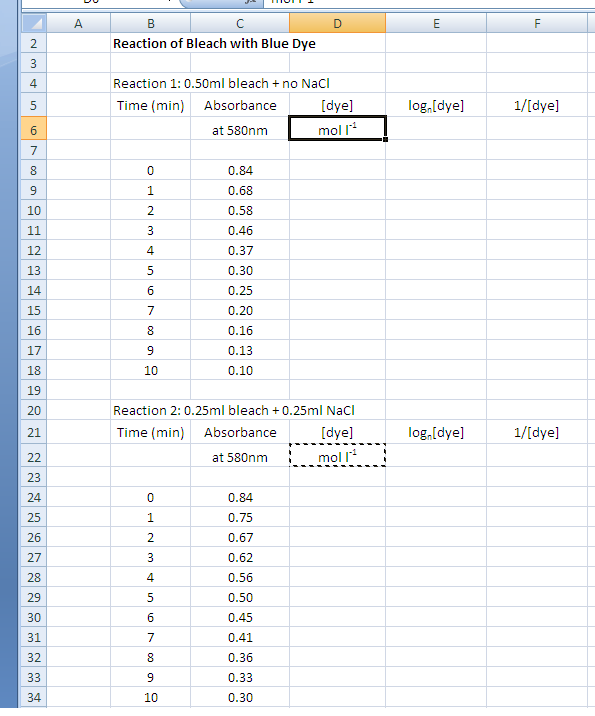 A B C D E F
2 Reaction of Bleach with Blue Dye
3
4 Reaction 1: 0.50ml bleach + no NaCl
5 Time (min) Absorbance [dye] logₙ[dye] 1/[dye]
6 at 580nm mol l⁻¹
7
8 0 0.84
9 1 0.68
10 2 0.58
11 3 0.46
12 4 0.37
13 5 0.30
14 6 0.25
15 7 0.20
16 8 0.16
17 9 0.13
18 10 0.10
19
20 Reaction 2: 0.25ml bleach + 0.25ml NaCl
21 Time (min) Absorbance [dye] logₙ[dye] 1/[dye]
22 at 580nm mol l⁻¹
23
24 0 0.84
25 1 0.75
26 2 0.67
27 3 0.62
28 4 0.56
29 5 0.50
30 6 0.45
31 7 0.41
32 8 0.36
33 9 0.33
34 10 0.30